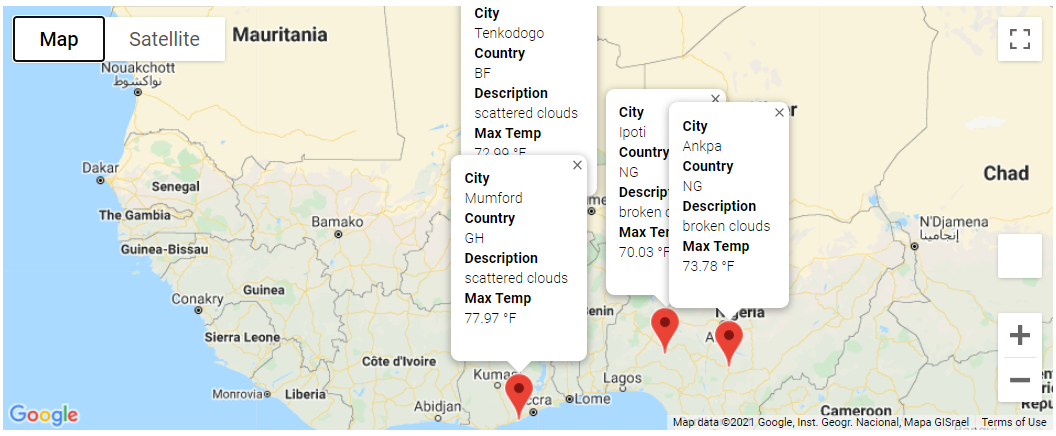 Map
Satellite
Mauritania
Nouakchott
نواكشوط
Dakar
Senegal
The Gambia
Guinea-Bissau
Bamako
Guinea
Conakry
Sierra Leone
Monrovia
Liberia
Côte d'Ivoire
Abidjan
City
Tenkodogo
Country
BF
Description
scattered clouds
Max Temp
72.99 °F
City
Mumford
Country
GH
Description
scattered clouds
Max Temp
77.97 °F
City
Ipoti
Country
NG
Descript
broken c
Max Te
70.03 °F
City
Ankpa
Country
NG
Description
broken clouds
Max Temp
73.78 °F
er
Chad
N'Djamena
إنجامينا
Nigeria
enin
Kumas
ccra
Lome
Lagos
A
Cameroon
Google
Map data ©2021 Google, Inst. Geogr. Nacional, Mapa GISrael
Terms of Use